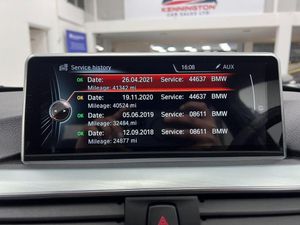 KENNINGTON
CAR SALES LTD.
Service history
16:08
AUX
OK Date: 26.04.2021 Service: 44637 BMW
Mileage: 41342 mi
OK Date: 19.11.2020 Service: 44637 BMW
Mileage: 40524 mi
OK Date: 05.06.2019 Service: 08611 BMW
Mileage: 32484 mi
OK Date: 12.09.2018 Service: 08611 BMW
Mileage: 24877 mi